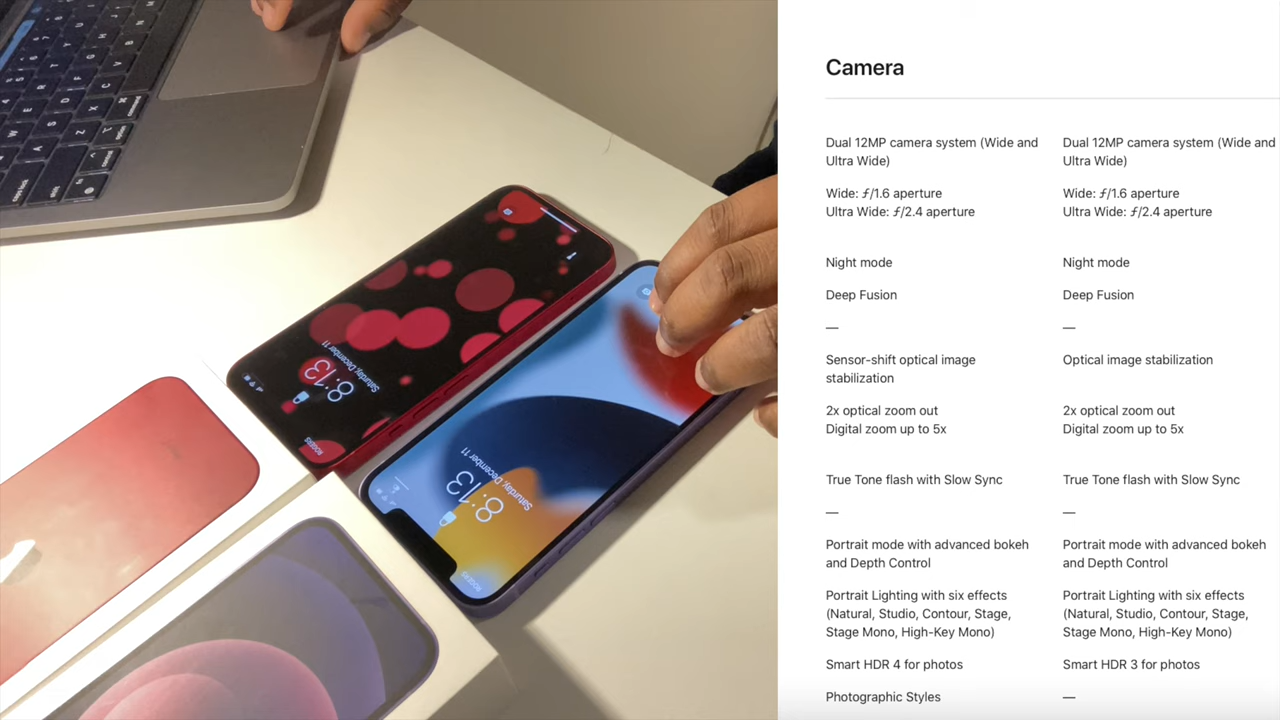 Camera
Dual 12MP camera system (Wide and
Ultra Wide)
Wide: ƒ/1.6 aperture
Ultra Wide: ƒ/2.4 aperture
Night mode
Deep Fusion
—
Sensor-shift optical image
stabilization
2x optical zoom out
Digital zoom up to 5x
True Tone flash with Slow Sync
—
Portrait mode with advanced bokeh
and Depth Control
Portrait Lighting with six effects
(Natural, Studio, Contour, Stage,
Stage Mono, High-Key Mono)
Smart HDR 4 for photos
Photographic Styles
Dual 12MP camera system (Wide and
Ultra Wide)
Wide: ƒ/1.6 aperture
Ultra Wide: ƒ/2.4 aperture
Night mode
Deep Fusion
—
Optical image stabilization
2x optical zoom out
Digital zoom up to 5x
True Tone flash with Slow Sync
—
Portrait mode with advanced bokeh
and Depth Control
Portrait Lighting with six effects
(Natural, Studio, Contour, Stage,
Stage Mono, High-Key Mono)
Smart HDR 3 for photos
—
ROGERS
8:13
Saturday, December 11
ROGERS
8:13
Saturday, December 11
command
option
control
caps lock